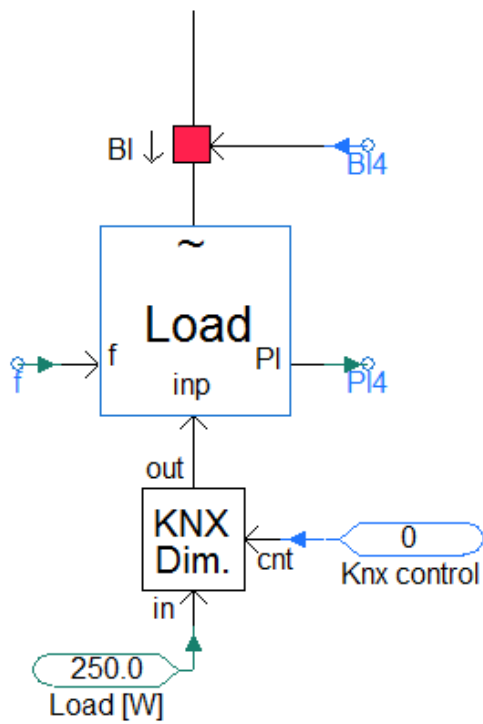 BI
BI4
~
Load
f
f
PI
PI4
inp
out
KNX
Dim.
cnt
0
Knx control
in
250.0
Load [W]